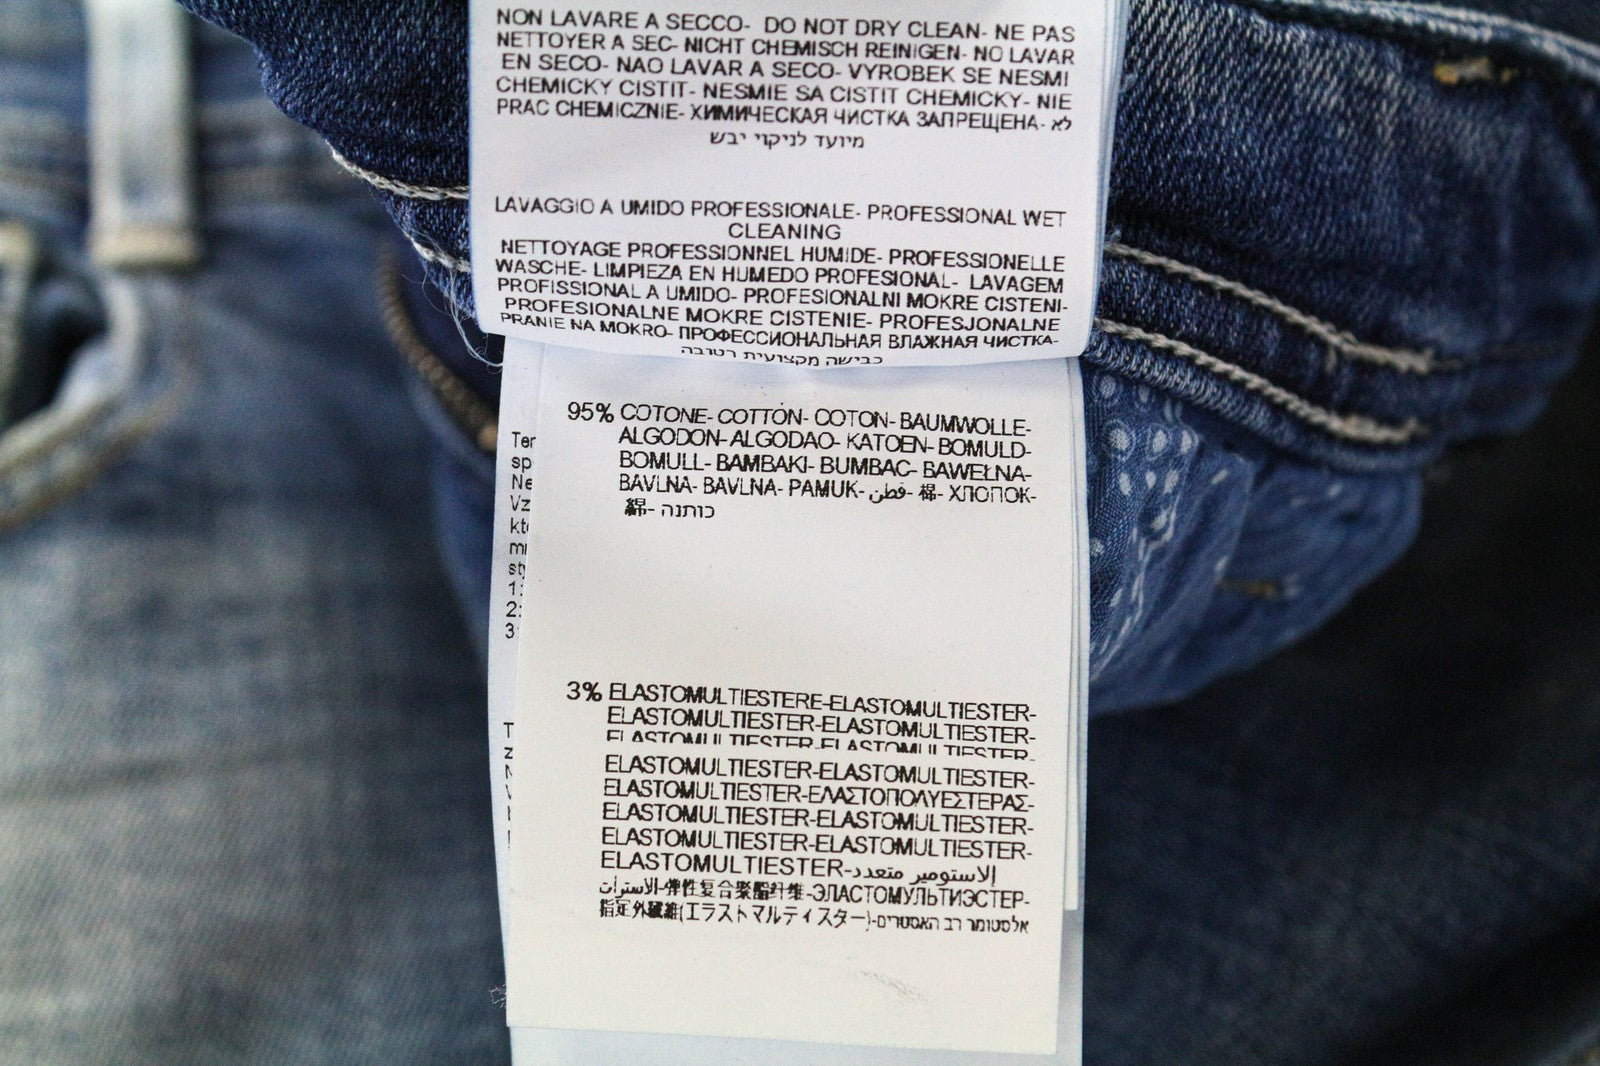 NON LAVARE A SECCO- DO NOT DRY CLEAN- NE PAS
NETTOYER A SEC- NICHT CHEMISCH REINIGEN- NO LAVAR
EN SECO- NAO LAVAR A SECO- VYROBEK SE NESMI
CHEMICKY CISTIT- NESMIE SA CISTIT CHEMICKY- NIE
PRAC CHEMICZNIE- ХИМИЧЕСКАЯ ЧИСТКА ЗАПРЕЩЕНА- לא
מיועד לניקוי יבש
LAVAGGIO A UMIDO PROFESSIONALE- PROFESSIONAL WET
CLEANING
NETTOYAGE PROFESSIONNEL HUMIDE- PROFESSIONELLE
WASCHE- LIMPIEZA EN HUMEDO PROFESIONAL- LAVAGEM
PROFISSIONAL A UMIDO- PROFESIONALNI MOKRE CISTENI-
PROFESIONALNE MOKRE CISTENIE- PROFESJONALNE
PRANIE NA MOKRO- ПРОФЕССИОНАЛЬНАЯ ВЛАЖНАЯ ЧИСТКА-
כבישה מקצועית רטובה
95% COTONE- COTTON- COTON- BAUMWOLLE-
ALGODON- ALGODAO- KATOEN- BOMULD-
BOMULL- BAMBAKI- BUMBAC- BAWEŁNA-
BAVLNA- BAVLNA- PAMUK- قطن- 棉- ХЛОПОК-
綿- כותנה
3% ELASTOMULTIESTERE-ELASTOMULTIESTER-
ELASTOMULTIESTER-ELASTOMULTIESTER-
ELASTOMULTIESTER-ELASTOMULTIESTER-
ELASTOMULTIESTER-ELASTOMULTIESTER-
ELASTOMULTIESTER-ΕΛΑΣΤΟΠΟΛΥΕΣΤΕΡΑΣ-
ELASTOMULTIESTER-ELASTOMULTIESTER-
ELASTOMULTIESTER-ELASTOMULTIESTER-
ELASTOMULTIESTER-الاستومير متعدد
الاسترات-弹性复合聚酯纤维-ЭЛАСТОМУЛЬТИЭСТЕР-
指定外繊維(エラストマルティスター)-אלסטומר רב האסטרים